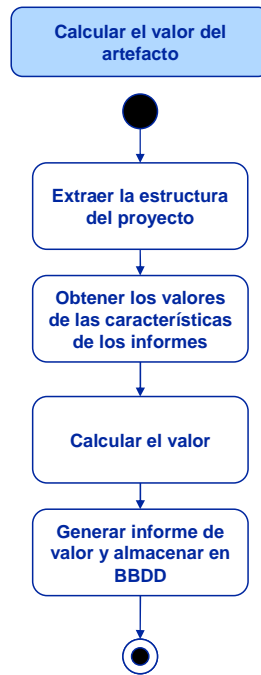 Calcular el valor del
artefacto
Extraer la estructura
del proyecto
Obtener los valores
de las características
de los informes
Calcular el valor
Generar informe de
valor y almacenar en
BBDD